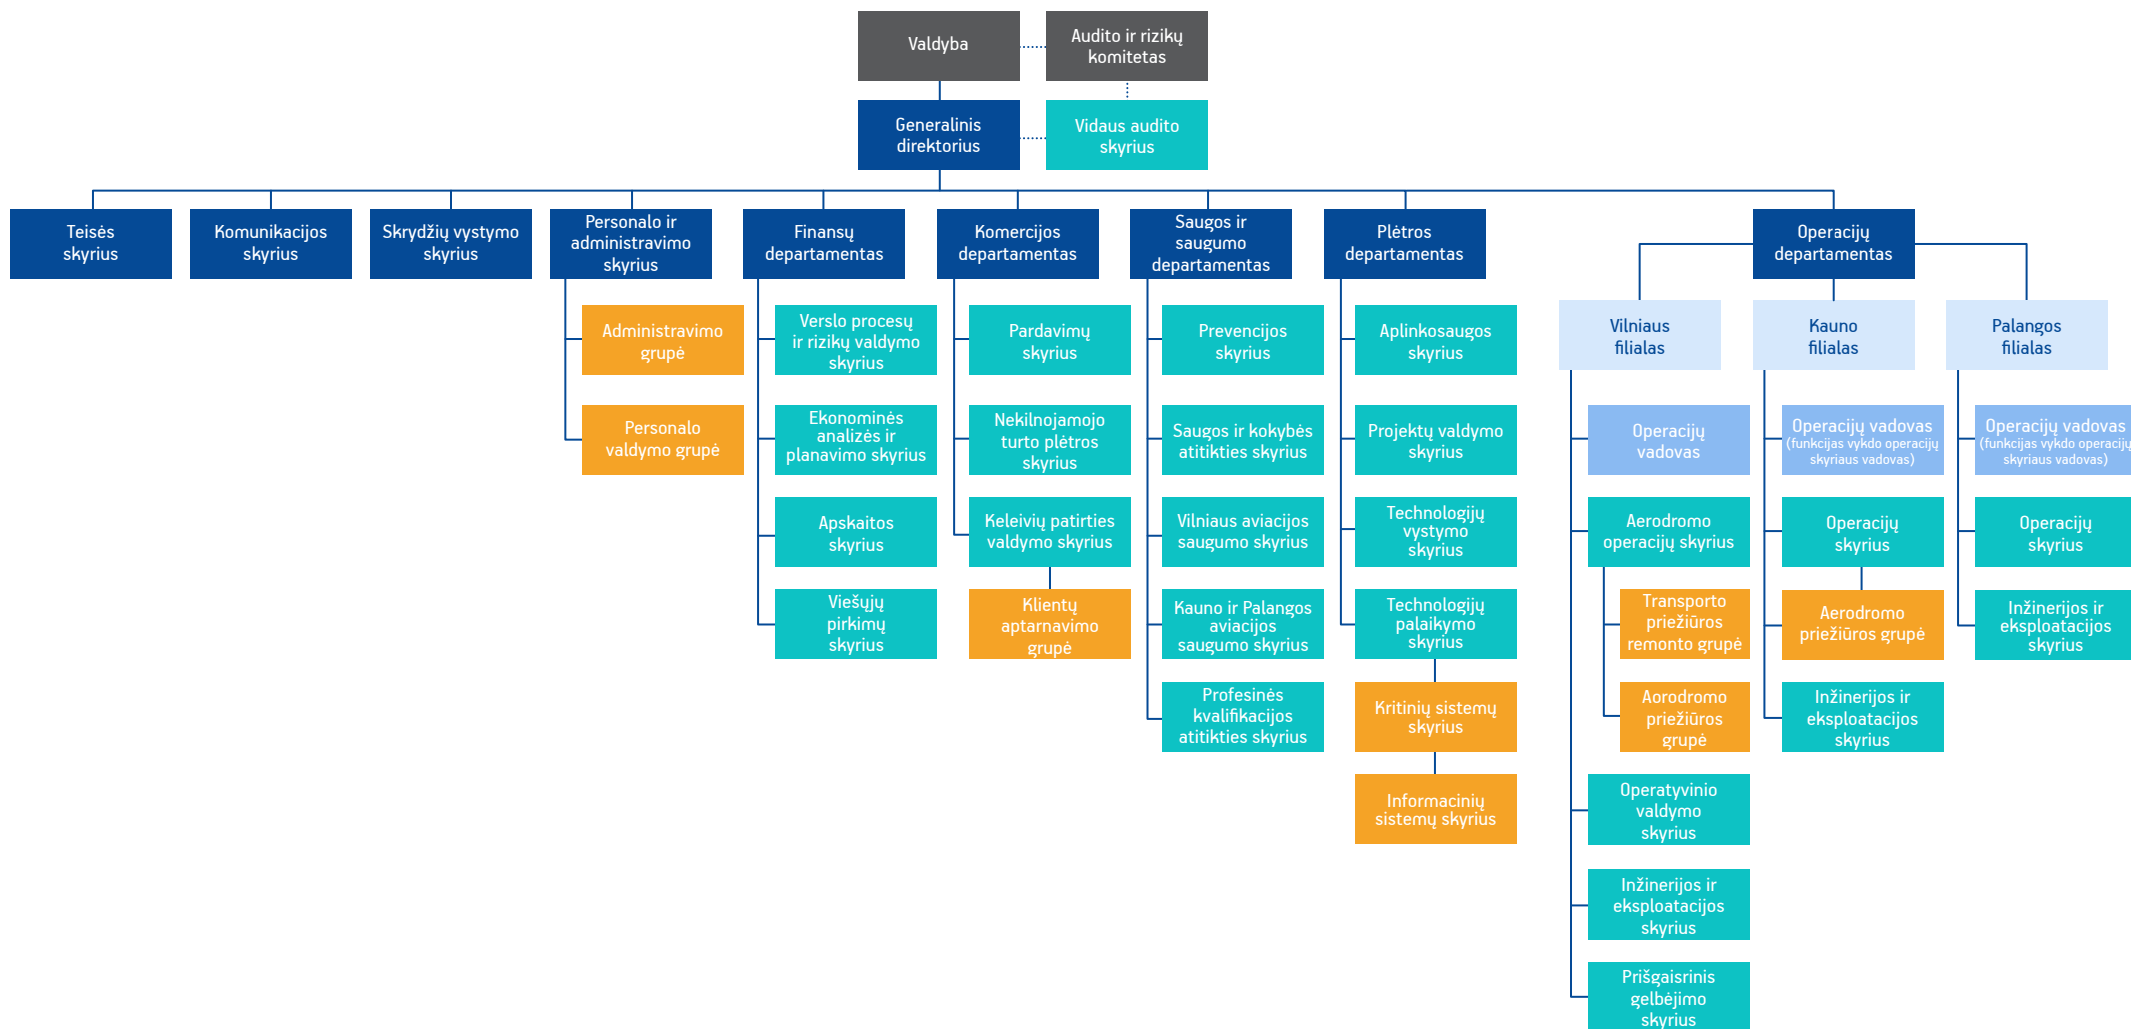 Valdyba
Audito ir rizikų
komitetas
Generalinis
direktorius
Vidaus audito
skyrius
Teisės
skyrius
Komunikacijos
skyrius
Skrydžių vystymo
skyrius
Personalo ir
administravimo
skyrius
Finansų
departamentas
Komercijos
departamentas
Saugos ir
saugumo
departamentas
Plėtros
departamentas
Operacijų
departamentas
Administravimo
grupė
Personalo
valdymo grupė
Verslo procesų
ir rizikų valdymo
skyrius
Ekonominės
analizės ir
planavimo skyrius
Apskaitos
skyrius
Viešųjų
pirkimų
skyrius
Pardavimų
skyrius
Nekilnojamojo
turto plėtros
skyrius
Keleivių patirties
valdymo skyrius
Klientų
aptarnavimo
grupė
Prevencijos
skyrius
Saugos ir kokybės
atitikties skyrius
Vilniaus aviacijos
saugumo skyrius
Kauno ir Palangos
aviacijos
saugumo skyrius
Profesinės
kvalifikacijos
atitikties skyrius
Aplinkosaugos
skyrius
Projektų valdymo
skyrius
Technologijų
vystymo
skyrius
Technologijų
palaikymo
skyrius
Kritinių sistemų
skyrius
Informacinių
sistemų skyrius
Vilniaus
filialas
Operacijų
vadovas
Aerodromo
operacijų skyrius
Transporto
priežiūros
remonto grupė
Aorodromo
priežiūros
grupė
Operatyvinio
valdymo
skyrius
Inžinerijos ir
eksploatacijos
skyrius
Prišgaisrinis
gelbėjimo
skyrius
Kauno
filialas
Operacijų vadovas
(funkcijas vykdo operacijų
skyriaus vadovas)
Operacijų
skyrius
Aerodromo
priežiūros grupė
Inžinerijos ir
eksploatacijos
skyrius
Palangos
filialas
Operacijų vadovas
(funkcijas vykdo operacijų
skyriaus vadovas)
Operacijų
skyrius
Inžinerijos ir
eksploatacijos
skyrius